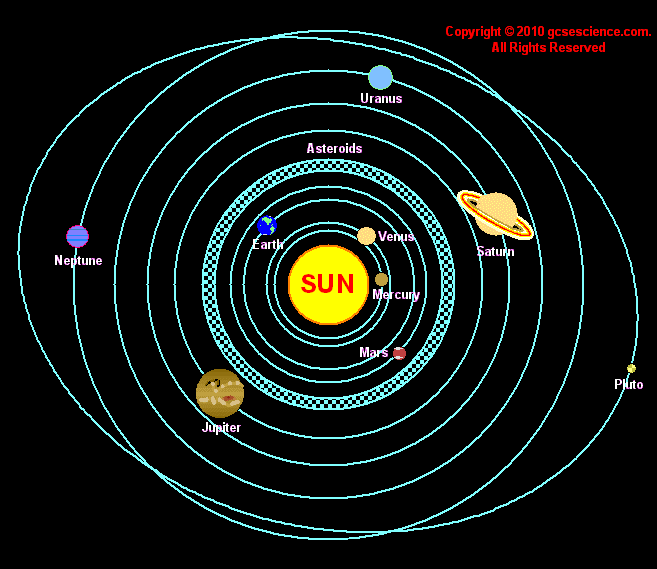 Copyright © 2010 gcsescience.com.
All Rights Reserved
Uranus
Asteroids
Earth
Venus
Saturn
Neptune
SUN
Mercury
Mars
Pluto
Jupiter